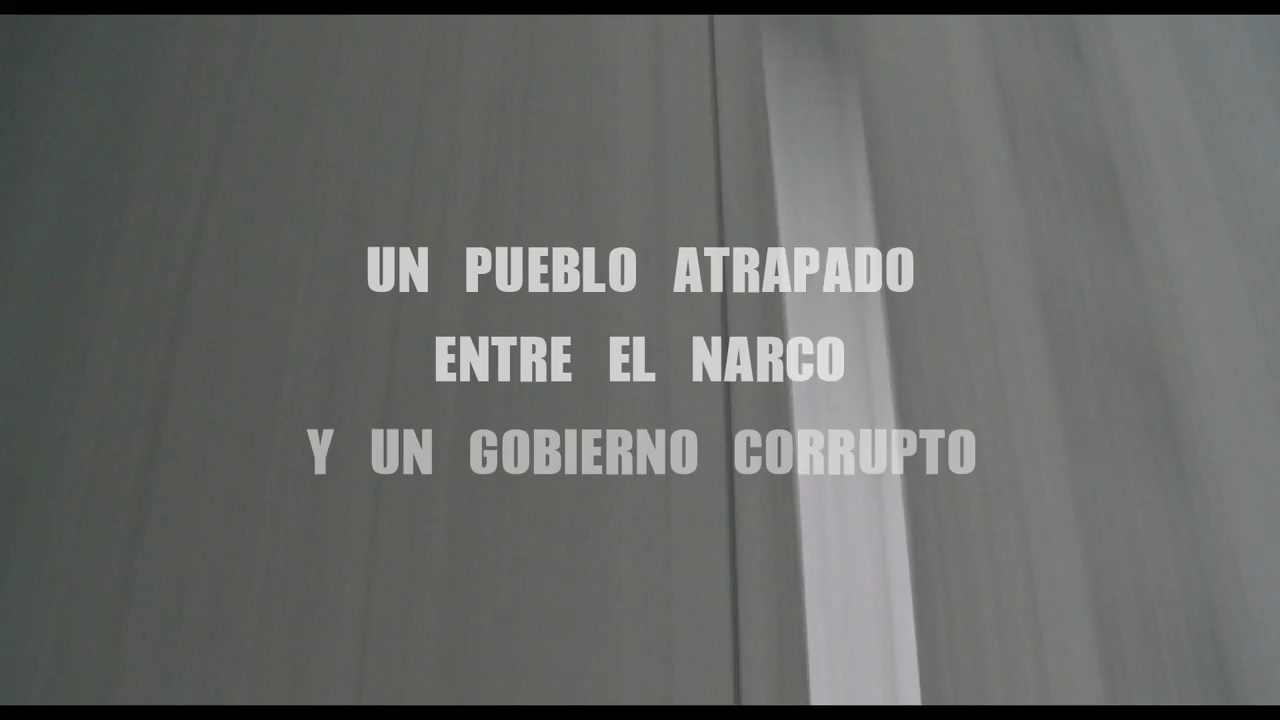 UN PUEBLO ATRAPADO
ENTRE EL NARCO
Y UN GOBIERNO CORRUPTO